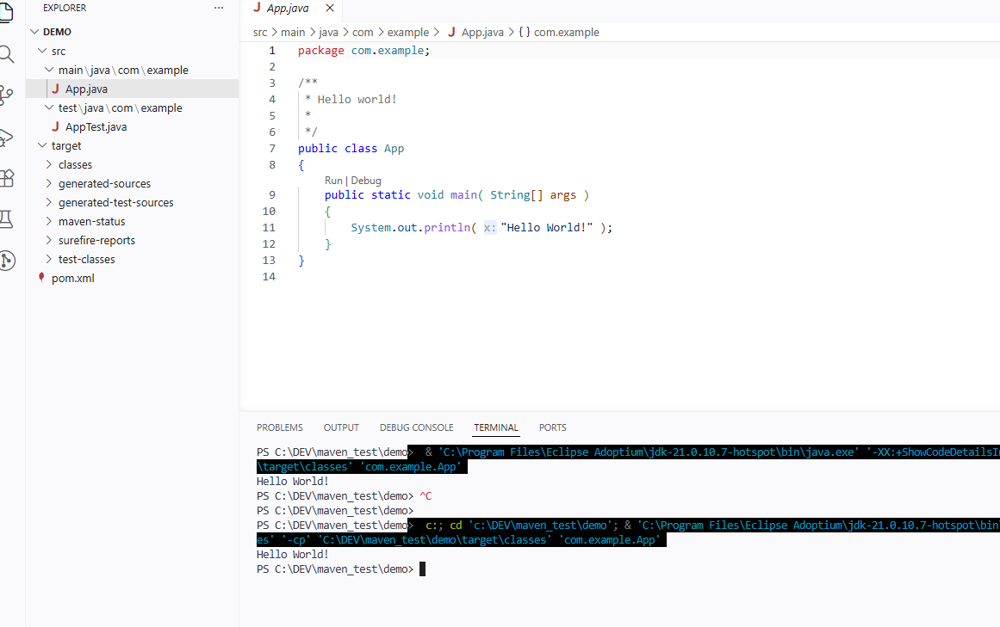 EXPLORER
···
DEMO
src
main\java\com\example
J App.java
test\java\com\example
J AppTest.java
target
classes
generated-sources
generated-test-sources
maven-status
surefire-reports
test-classes
pom.xml
J App.java
src > main > java > com > example > J App.java > { } com.example
1 package com.example;
2
3 /**
4  * Hello world!
5  *
6  */
7 public class App
8 {
Run | Debug
9     public static void main( String[] args )
10     {
11         System.out.println( x: "Hello World!" );
12     }
13 }
14
PROBLEMS OUTPUT DEBUG CONSOLE TERMINAL PORTS
PS C:\DEV\maven_test\demo>  & 'C:\Program Files\Eclipse Adoptium\jdk-21.0.10.7-hotspot\bin\java.exe' '-XX:+ShowCodeDetailsI
\target\classes' 'com.example.App'
Hello World!
PS C:\DEV\maven_test\demo> ^C
PS C:\DEV\maven_test\demo>
PS C:\DEV\maven_test\demo>  c:; cd 'c:\DEV\maven_test\demo'; & 'C:\Program Files\Eclipse Adoptium\jdk-21.0.10.7-hotspot\bin
es' '-cp' 'C:\DEV\maven_test\demo\target\classes' 'com.example.App'
Hello World!
PS C:\DEV\maven_test\demo>